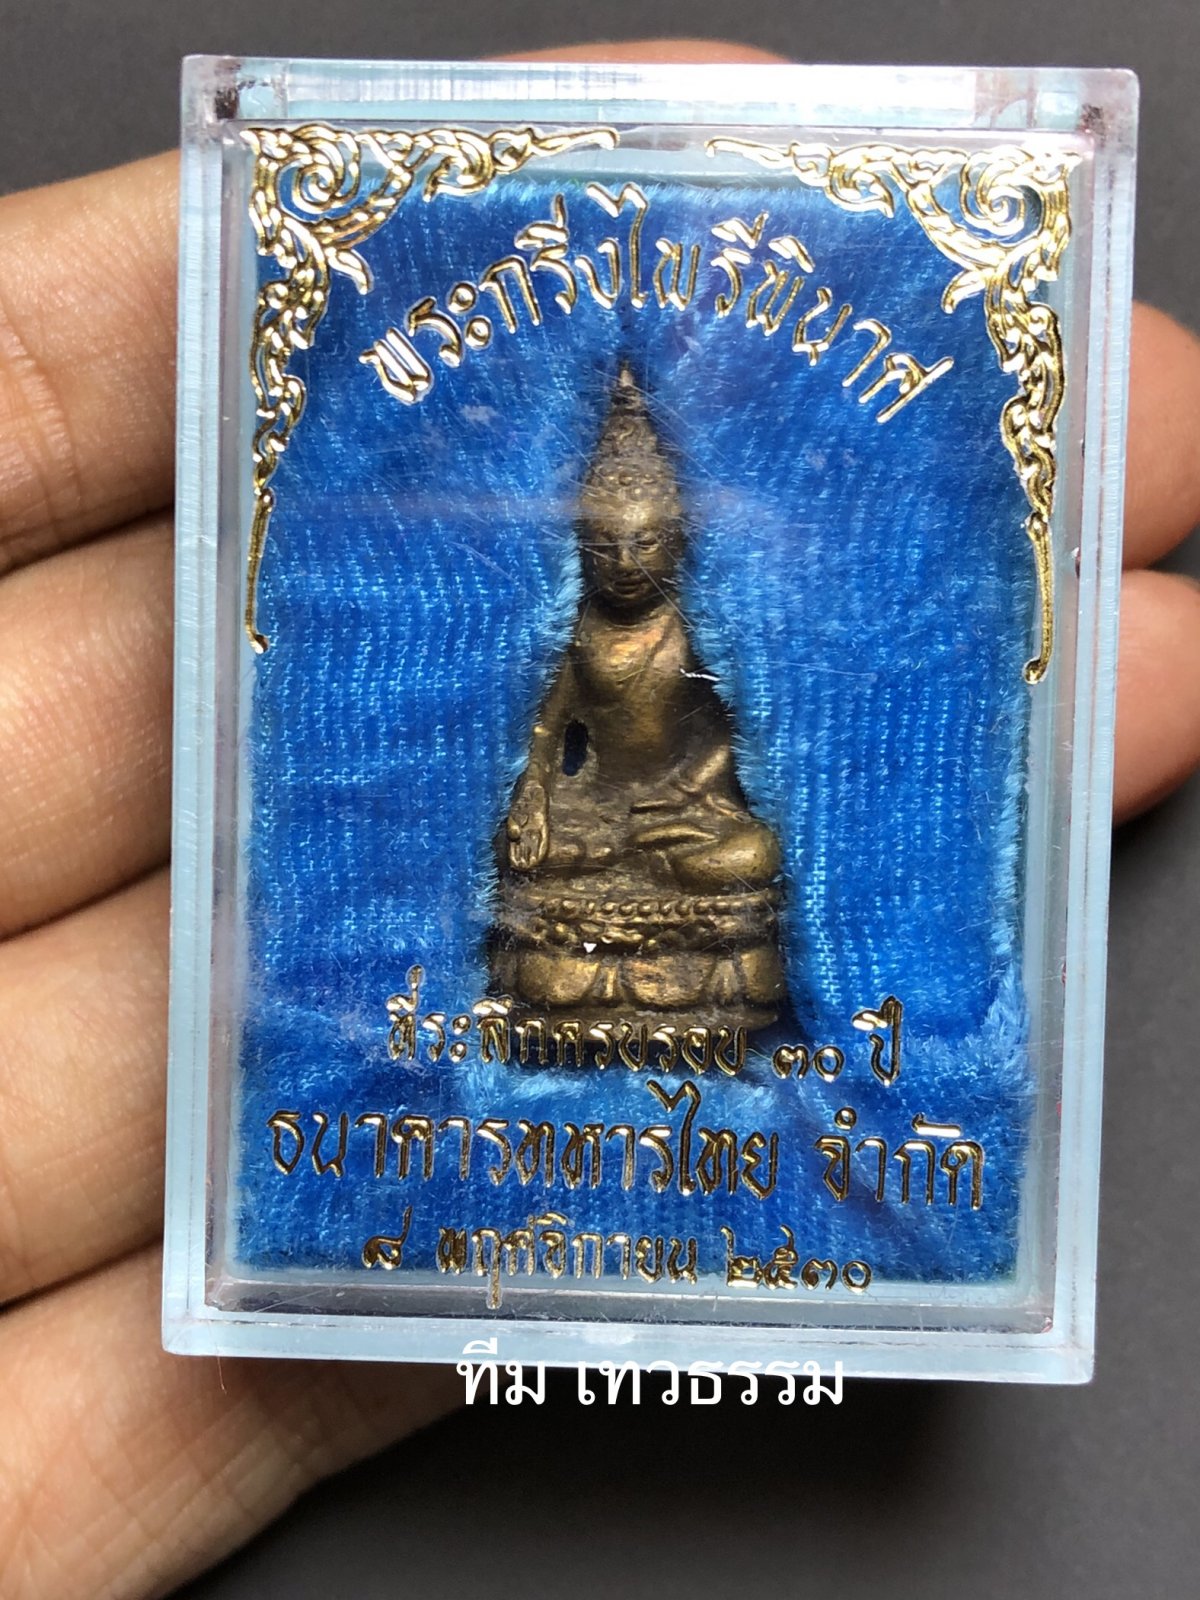 พระกริ่งไพรีพินาศ
ที่ระลึกครบรอบ ๓๐ ปี
ธนาคารทหารไทย จำกัด
๘ พฤศจิกายน ๒๕๓๐
ทีม เทวธรรม